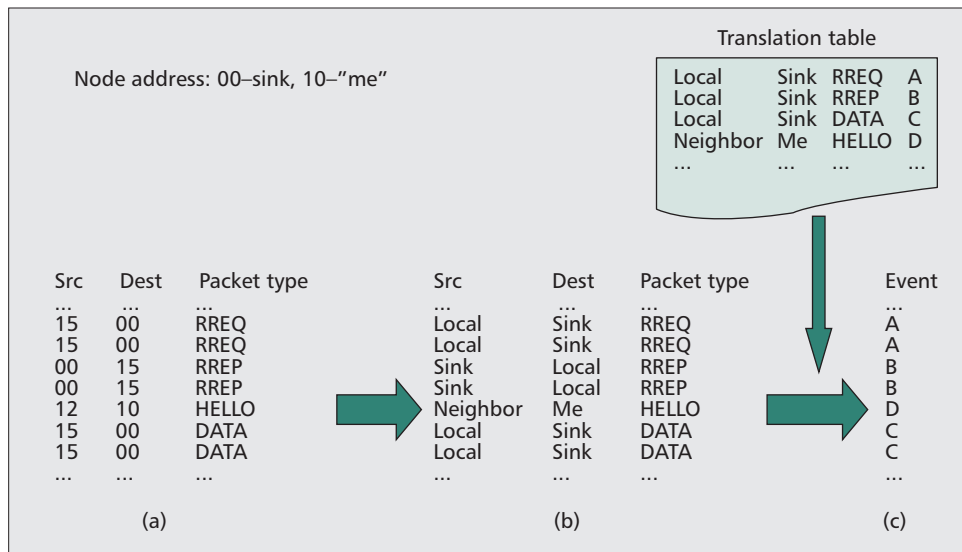 Translation table
Node address: 00–sink, 10–"me"
Local Sink RREQ A
Local Sink RREP B
Local Sink DATA C
Neighbor Me HELLO D
... ... ... ...
Src Dest Packet type Src Dest Packet type Event
... ... ... ... ... ... ...
15 00 RREQ Local Sink RREQ A
15 00 RREQ Local Sink RREQ A
00 15 RREP Sink Local RREP B
00 15 RREP Sink Local RREP B
12 10 HELLO Neighbor Me HELLO D
15 00 DATA Local Sink DATA C
15 00 DATA Local Sink DATA C
... ... ... ... ... ... ...
(a) (b) (c)